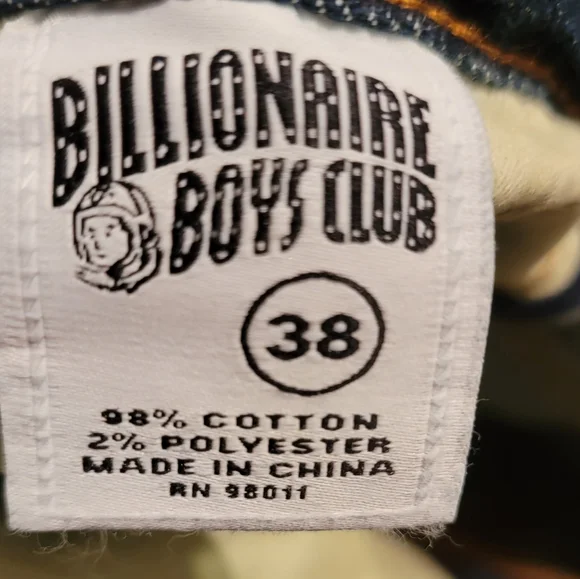 BILLIONAIRE
BOYS CLUB
38
98% COTTON
2% POLYESTER
MADE IN CHINA
RN 98011